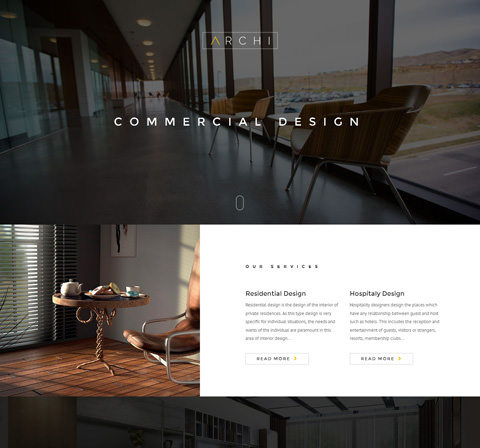 ARCHI
COMMERCIAL DESIGN
OUR SERVICES
Residential Design
Residential design is the design of the interior of
private residences. As this type design is very
specific for individual situations, the needs and
wants of the individual are paramount in this
area of interior design...
READ MORE
Hospitaly Design
Hospitality designers design the places which
have any relationship between guest and hold
such as hotels. This includes the reception and
entertainment of guests, visitors or strangers,
resorts, membership clubs...
READ MORE